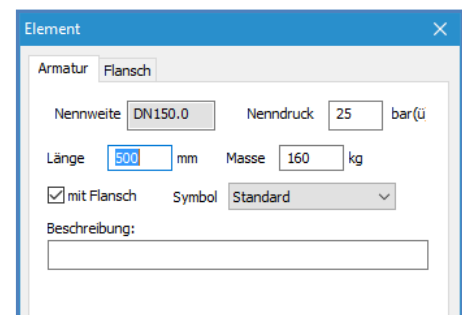 Element
Armatur Flansch
Nennweite DN150.0 Nenndruck 25 bar(ü
Länge 500 mm Masse 160 kg
mit Flansch Symbol Standard
Beschreibung: